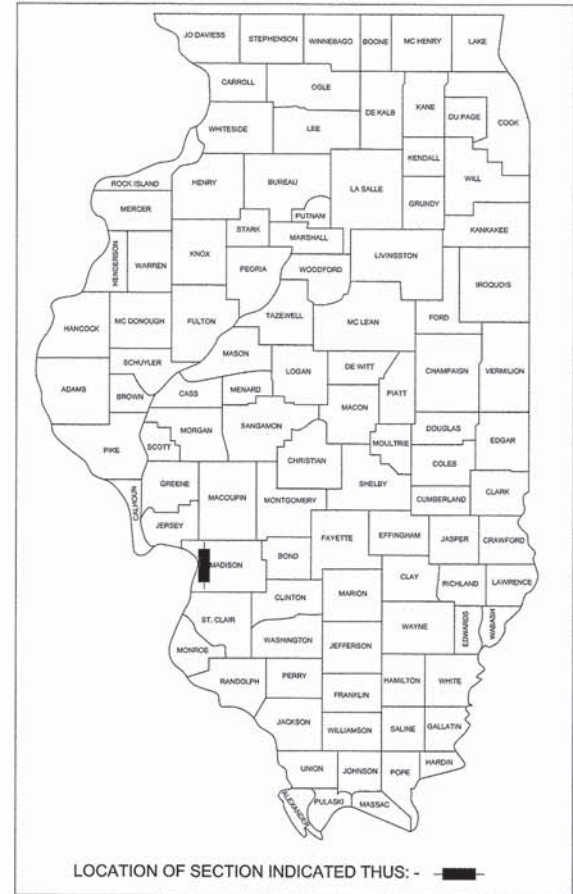 JO DAVIESS STEPHENSON WINNEBAGO BOONE MC HENRY LAKE
CARROLL OGLE DE KALB KANE DU PAGE COOK
WHITESIDE LEE KENDALL WILL
ROCK ISLAND HENRY BUREAU LA SALLE GRUNDY
MERCER PUTNAM KANKAKEE
HENDERSON WARREN KNOX STARK MARSHALL LIVINGSTON
PEORIA WOODFORD IROQUOIS
HANCOCK MC DONOUGH FULTON TAZEWELL MC LEAN FORD
SCHUYLER MASON LOGAN DE WITT CHAMPAIGN VERMILION
ADAMS BROWN CASS MENARD MACON PIATT
PIKE SCOTT MORGAN SANGAMON MOULTRIE DOUGLAS EDGAR
CHRISTIAN COLES
CALHOUN GREENE MACOUPIN MONTGOMERY SHELBY CUMBERLAND CLARK
JERSEY FAYETTE EFFINGHAM JASPER CRAWFORD
MADISON BOND CLAY RICHLAND LAWRENCE
CLINTON MARION
ST. CLAIR WAYNE EDWARDS WABASH
MONROE WASHINGTON JEFFERSON
RANDOLPH PERRY HAMILTON WHITE
FRANKLIN
JACKSON WILLIAMSON SALINE GALLATIN
UNION JOHNSON POPE HARDIN
ALEXANDER PULASKI MASSAC
LOCATION OF SECTION INDICATED THUS: -